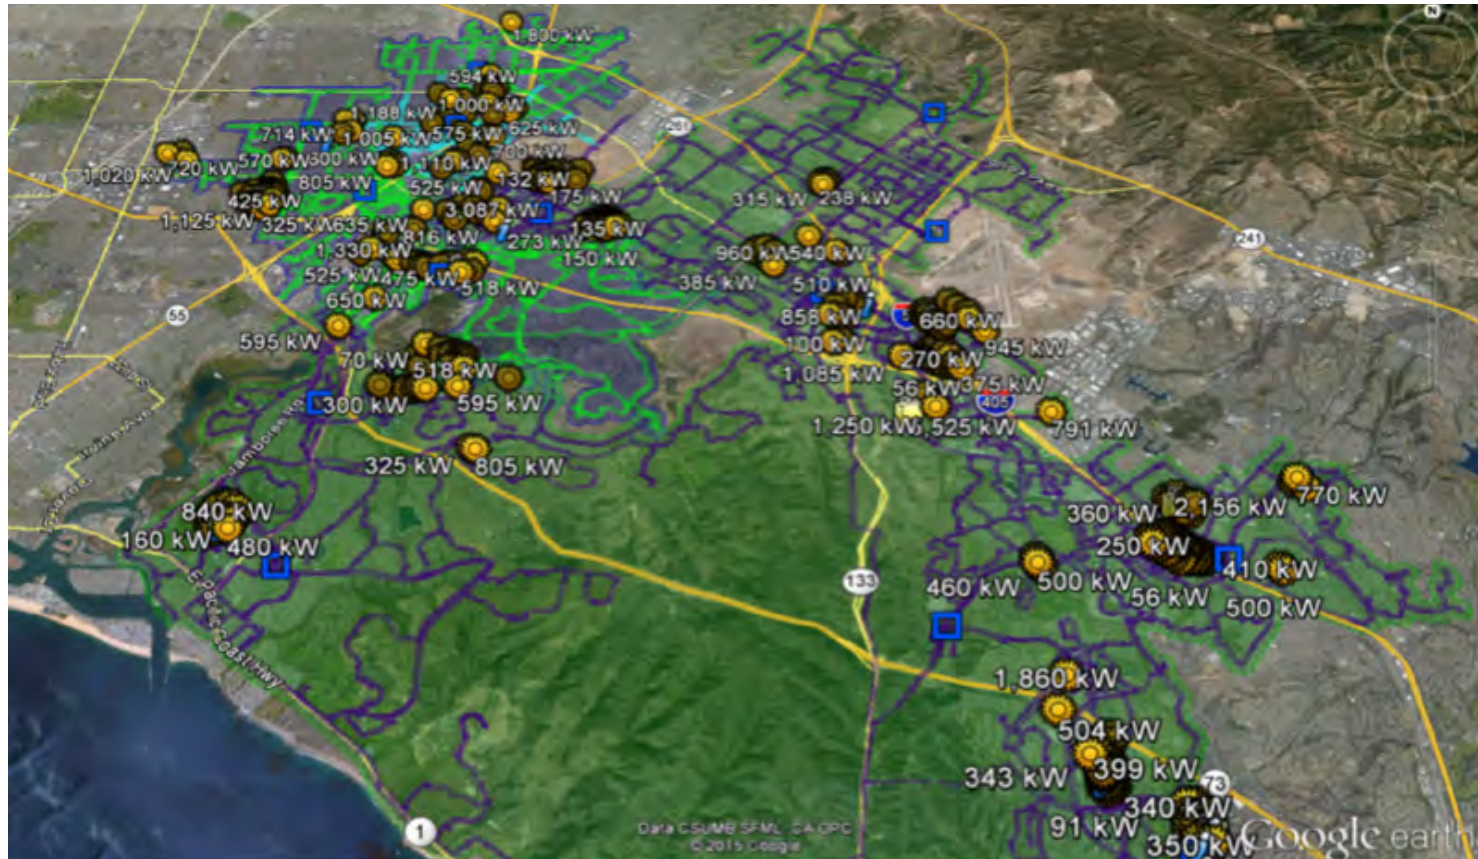 N
1,800 kW
594 kW
1,188 kW
1,000 kW
714 kW
1,005 kW
575 kW
625 kW
261
1,020 kW
720 kW
570 kW
600 kW
1,110 kW
700 kW
805 kW
525 kW
132 kW
175 kW
425 kW
315 kW
238 kW
1,125 kW
325 kW
635 kW
3,087 kW
135 kW
1,330 kW
816 kW
273 kW
150 kW
960 kW
540 kW
241
525 kW
475 kW
518 kW
385 kW
510 kW
650 kW
55
858 kW
660 kW
595 kW
100 kW
945 kW
70 kW
518 kW
1,085 kW
270 kW
300 kW
595 kW
56 kW
375 kW
405
Irvine Ave
Jamboree Rd
1,250 kW
,525 kW
791 kW
325 kW
805 kW
840 kW
360 kW
2,156 kW
770 kW
160 kW
480 kW
250 kW
410 kW
133
460 kW
500 kW
56 kW
500 kW
E Pacific Coast Hwy
1,860 kW
504 kW
343 kW
399 kW
73
340 kW
91 kW
350 kW
1
Data CSUMB SFML, CA OPC
© 2015 Google
Google earth